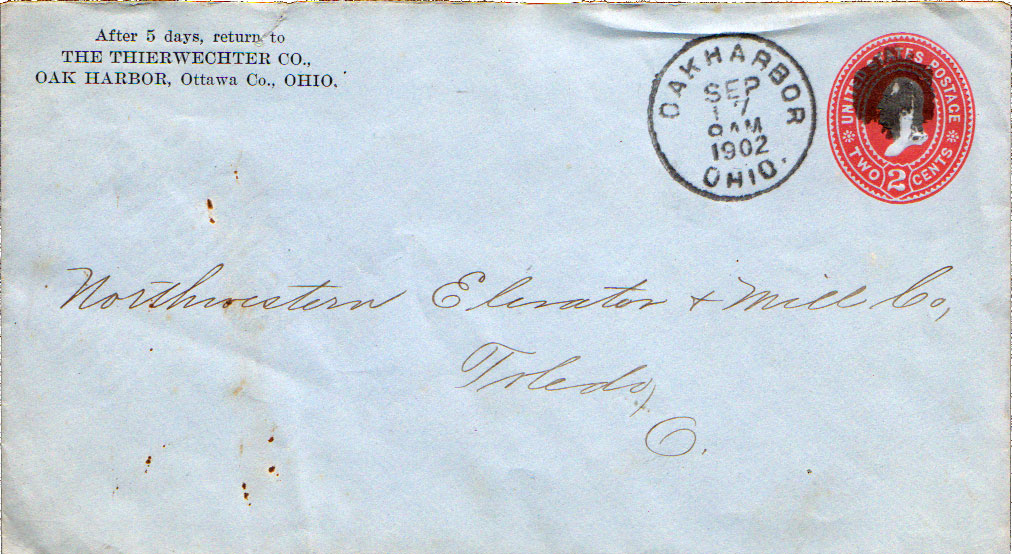 After 5 days, return to
THE THIERWECHTER CO.,
OAK HARBOR, Ottawa Co., OHIO.
OAK HARBOR
SEP
17
AM
1902
OHIO.
UNITED STATES POSTAGE
TWO 2 CENTS
Northwestern Elevator & Mill Co,
Toledo,
O.